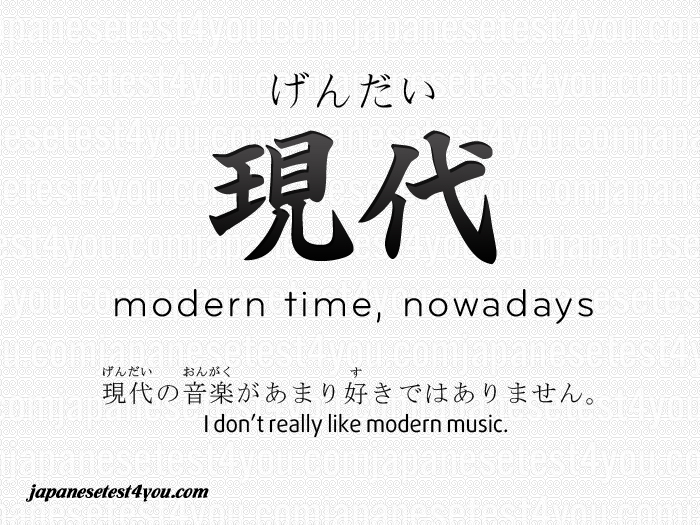 げんだい
現代
modern time, nowadays
げんだい おんがく す
現代の音楽があまり好きではありません。
I don't really like modern music.
japanesetest4you.com